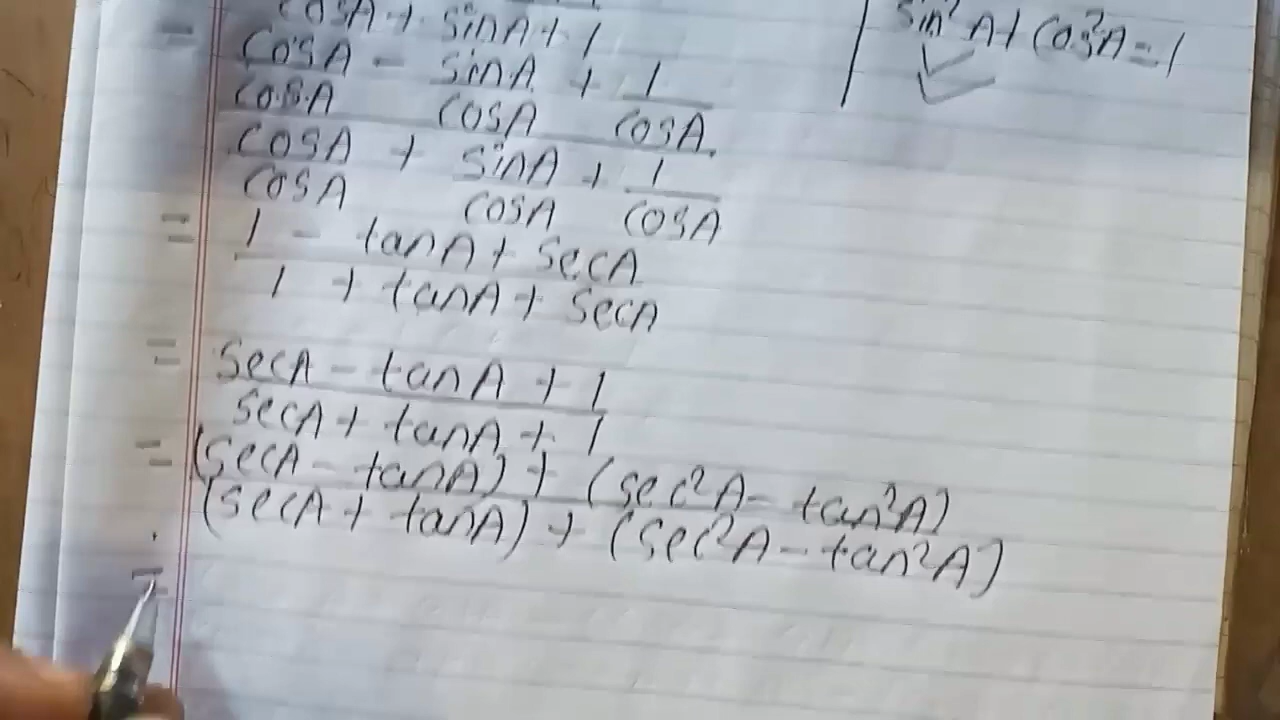 cosA + sinA + 1
sin²A + Cos²A = 1
= cosA - sinA + 1
cosA cosA cosA.
cosA + sinA + 1
cosA cosA cosA
= 1 - tanA + secA
1 + tanA + secA
= secA - tanA + 1
secA + tanA + 1
= (secA - tanA) + (sec²A - tan²A)
(secA + tanA) + (sec²A - tan²A)
=